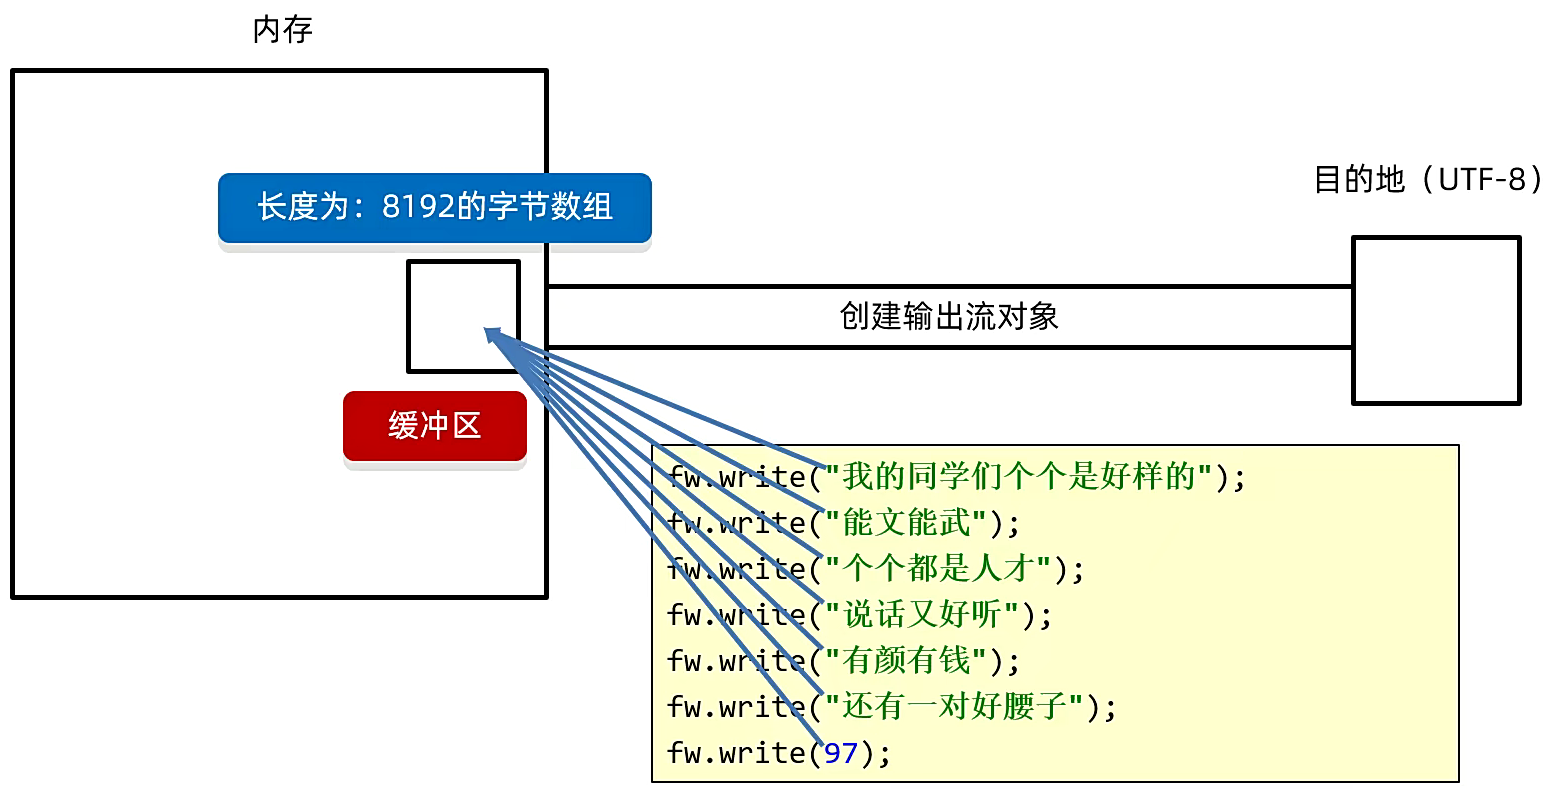 内存
长度为：8192的字节数组
目的地（UTF-8）
创建输出流对象
缓冲区
fw.write("我的同学们个个是好样的");
fw.write("能文能武");
fw.write("个个都是人才");
fw.write("说话又好听");
fw.write("有颜有钱");
fw.write("还有一对好腰子");
fw.write(97);